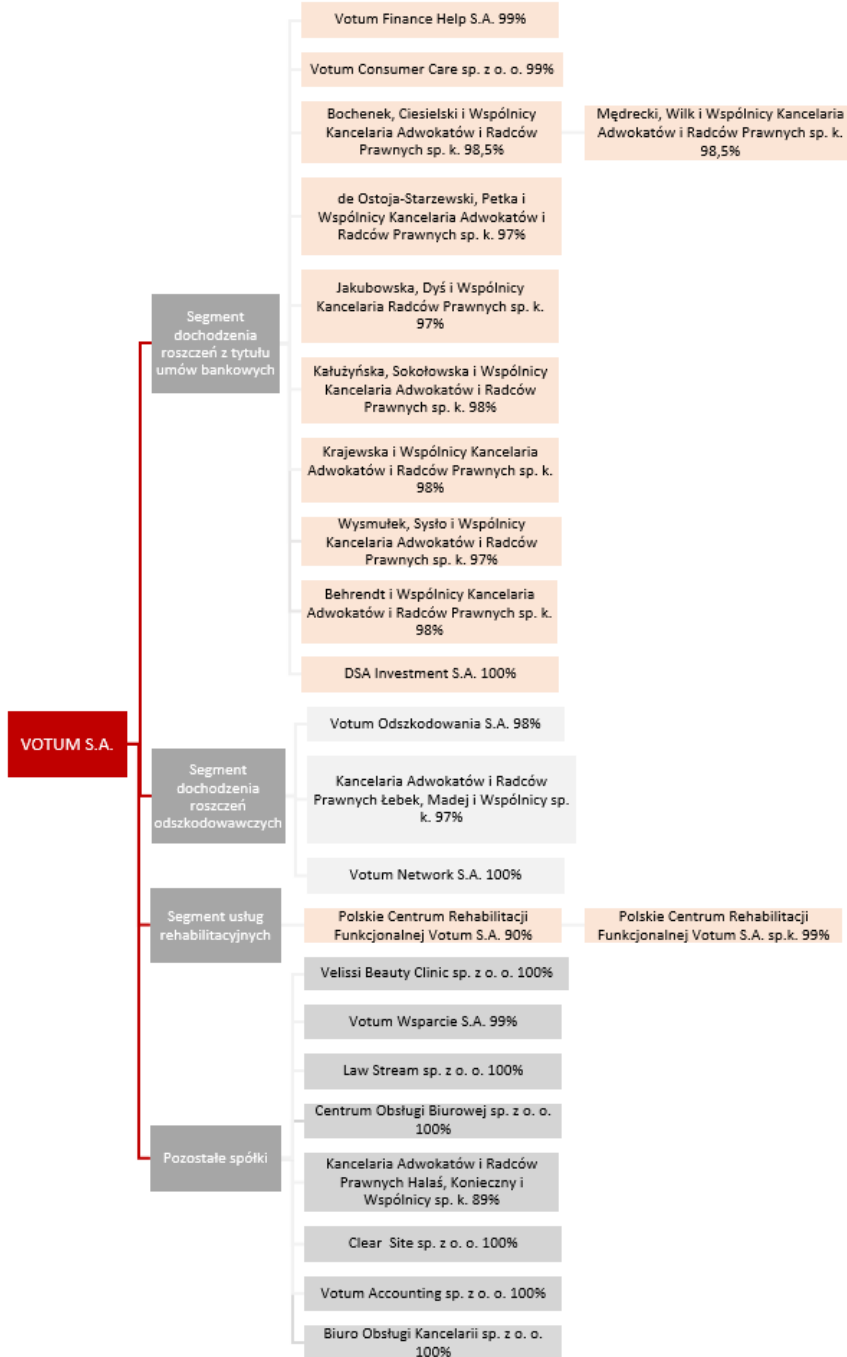 VOTUM S.A.
Segment
dochodzenia
roszczeń z tytułu
umów bankowych
Votum Finance Help S.A. 99%
Votum Consumer Care sp. z o. o. 99%
Bochenek, Ciesielski i Wspólnicy
Kancelaria Adwokatów i Radców
Prawnych sp. k. 98,5%
Mędrecki, Wilk i Wspólnicy Kancelaria
Adwokatów i Radców Prawnych sp. k.
98,5%
de Ostoja-Starzewski, Petka i
Wspólnicy Kancelaria Adwokatów i
Radców Prawnych sp. k. 97%
Jakubowska, Dyś i Wspólnicy
Kancelaria Radców Prawnych sp. k.
97%
Kałużyńska, Sokołowska i Wspólnicy
Kancelaria Adwokatów i Radców
Prawnych sp. k. 98%
Krajewska i Wspólnicy Kancelaria
Adwokatów i Radców Prawnych sp. k.
98%
Wysmułek, Sysło i Wspólnicy
Kancelaria Adwokatów i Radców
Prawnych sp. k. 97%
Behrendt i Wspólnicy Kancelaria
Adwokatów i Radców Prawnych sp. k.
98%
DSA Investment S.A. 100%
Segment
dochodzenia
roszczeń
odszkodowawczych
Votum Odszkodowania S.A. 98%
Kancelaria Adwokatów i Radców
Prawnych Łebek, Madej i Wspólnicy sp.
k. 97%
Votum Network S.A. 100%
Segment usług
rehabilitacyjnych
Polskie Centrum Rehabilitacji
Funkcjonalnej Votum S.A. 90%
Polskie Centrum Rehabilitacji
Funkcjonalnej Votum S.A. sp.k. 99%
Pozostałe spółki
Velissi Beauty Clinic sp. z o. o. 100%
Votum Wsparcie S.A. 99%
Law Stream sp. z o. o. 100%
Centrum Obsługi Biurowej sp. z o. o.
100%
Kancelaria Adwokatów i Radców
Prawnych Halaś, Konieczny i
Wspólnicy sp. k. 89%
Clear Site sp. z o. o. 100%
Votum Accounting sp. z o. o. 100%
Biuro Obsługi Kancelarii sp. z o. o.
100%